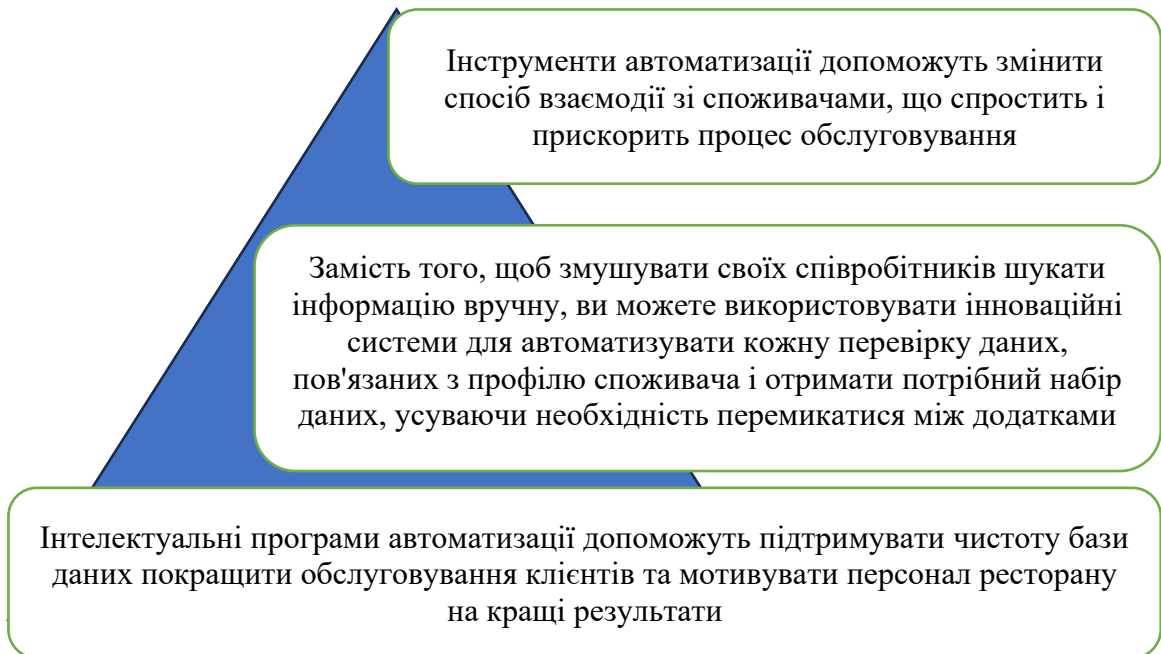 Інструменти автоматизації допоможуть змінити
спосіб взаємодії зі споживачами, що спростить і
прискорить процес обслуговування
Замість того, щоб змушувати своїх співробітників шукати
інформацію вручну, ви можете використовувати інноваційні
системи для автоматизувати кожну перевірку даних,
пов'язаних з профілю споживача і отримати потрібний набір
даних, усуваючи необхідність перемикатися між додатками
Інтелектуальні програми автоматизації допоможуть підтримувати чистоту бази
даних покращити обслуговування клієнтів та мотивувати персонал ресторану
на кращі результати